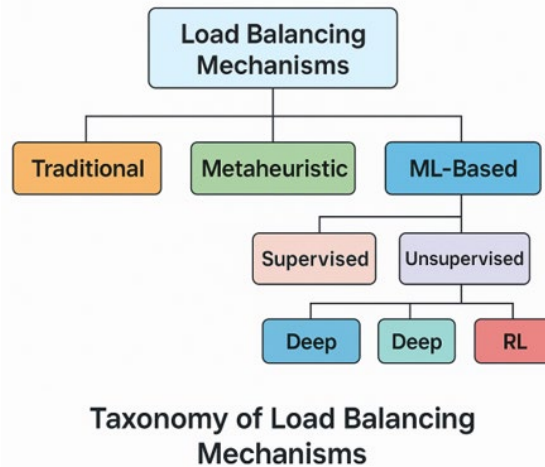 Load Balancing
Mechanisms
Traditional
Metaheuristic
ML-Based
Supervised
Unsupervised
Deep
Deep
RL
Taxonomy of Load Balancing
Mechanisms